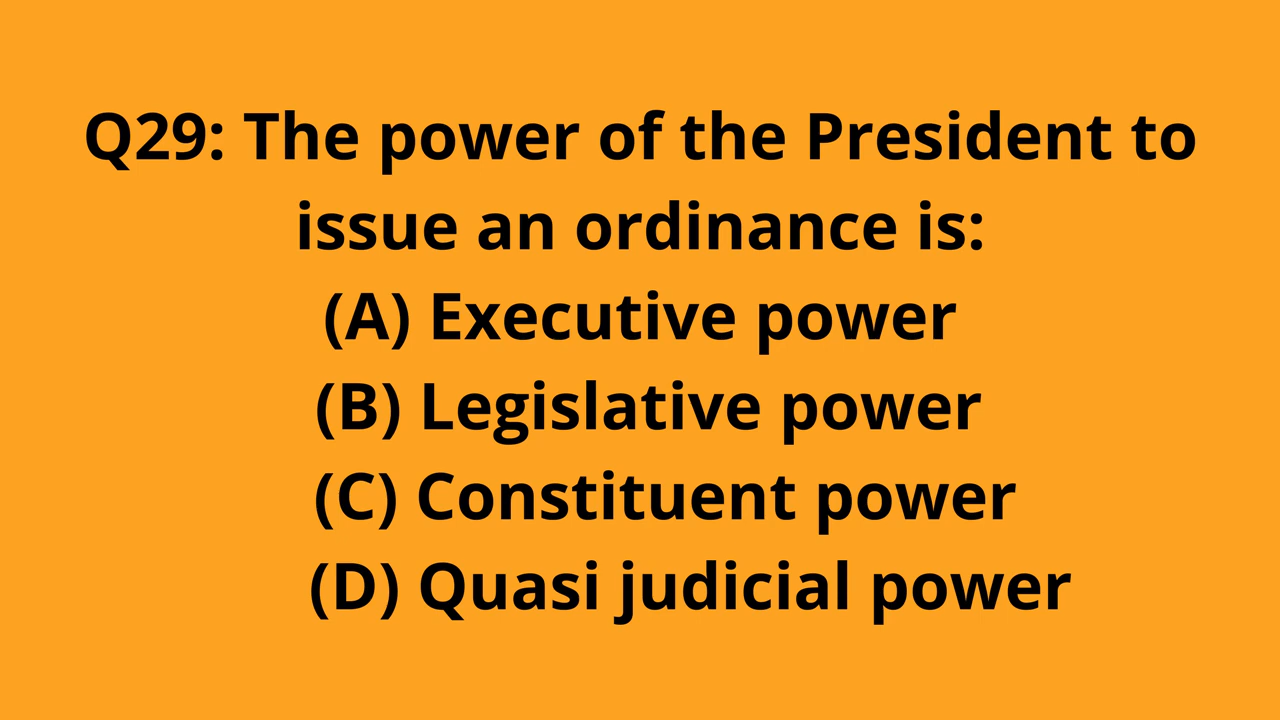 Q29: The power of the President to
issue an ordinance is:
(A) Executive power
(B) Legislative power
(C) Constituent power
(D) Quasi judicial power